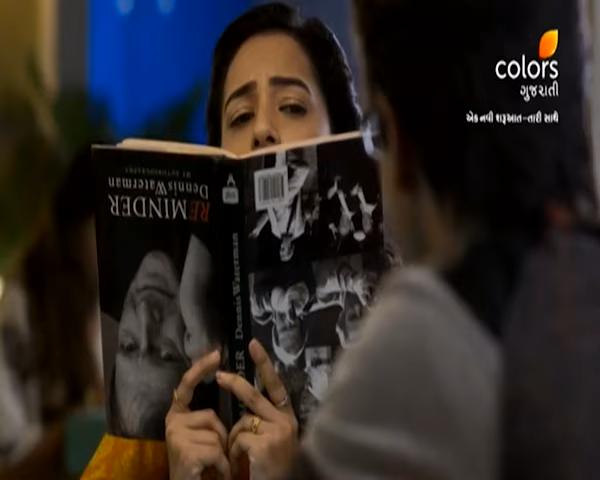 colors
ગુજરાતી
એક નવી શરૂઆત-તારી સાથે
REMINDER
Dennis Waterman
MY AUTOBIOGRAPHY
Dennis Waterman